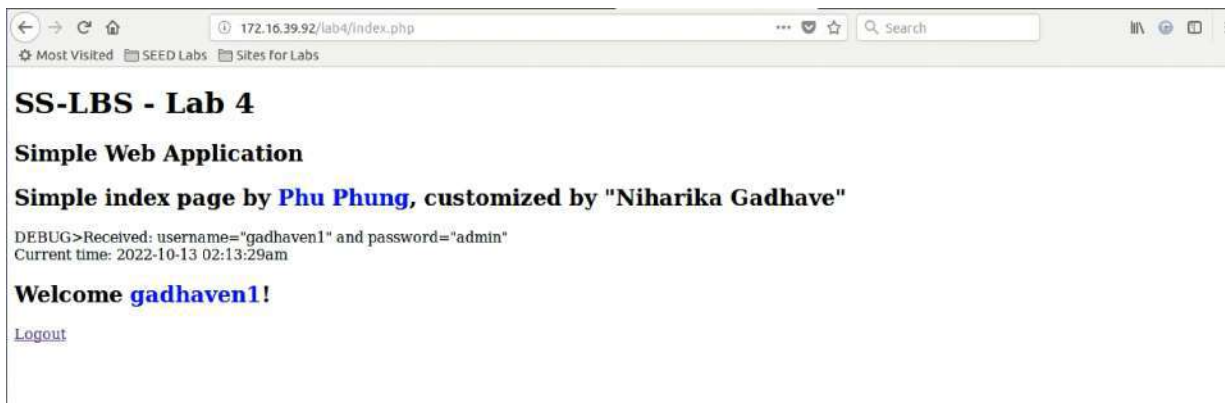 172.16.39.92/lab4/index.php
Search
Most Visited SEED Labs Sites for Labs
SS-LBS - Lab 4
Simple Web Application
Simple index page by Phu Phung, customized by "Niharika Gadhave"
DEBUG>Received: username="gadhaven1" and password="admin"
Current time: 2022-10-13 02:13:29am
Welcome gadhaven1!
Logout